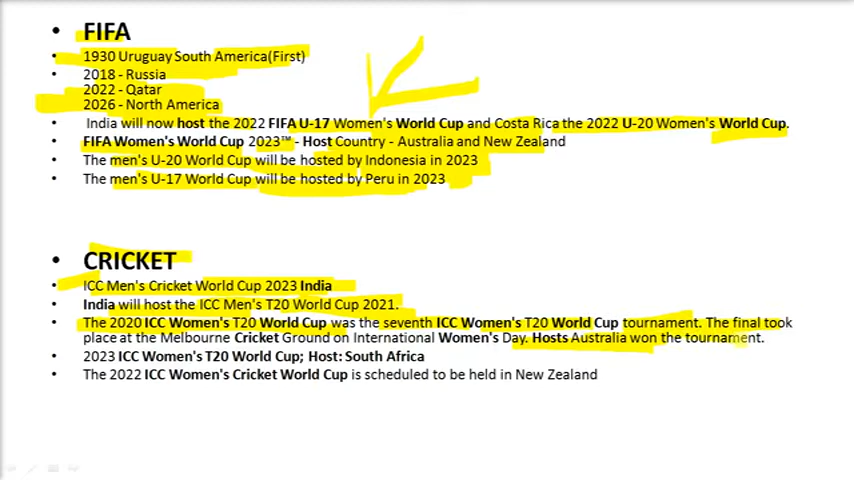 • FIFA
• 1930 Uruguay South America(First)
• 2018 - Russia
2022 - Qatar
2026 - North America
• India will now host the 2022 FIFA U-17 Women's World Cup and Costa Rica the 2022 U-20 Women's World Cup.
• FIFA Women's World Cup 2023™ - Host Country - Australia and New Zealand
• The men's U-20 World Cup will be hosted by Indonesia in 2023
• The men's U-17 World Cup will be hosted by Peru in 2023
• CRICKET
• ICC Men's Cricket World Cup 2023 India
• India will host the ICC Men's T20 World Cup 2021.
• The 2020 ICC Women's T20 World Cup was the seventh ICC Women's T20 World Cup tournament. The final took
place at the Melbourne Cricket Ground on International Women's Day. Hosts Australia won the tournament.
• 2023 ICC Women's T20 World Cup; Host: South Africa
• The 2022 ICC Women's Cricket World Cup is scheduled to be held in New Zealand